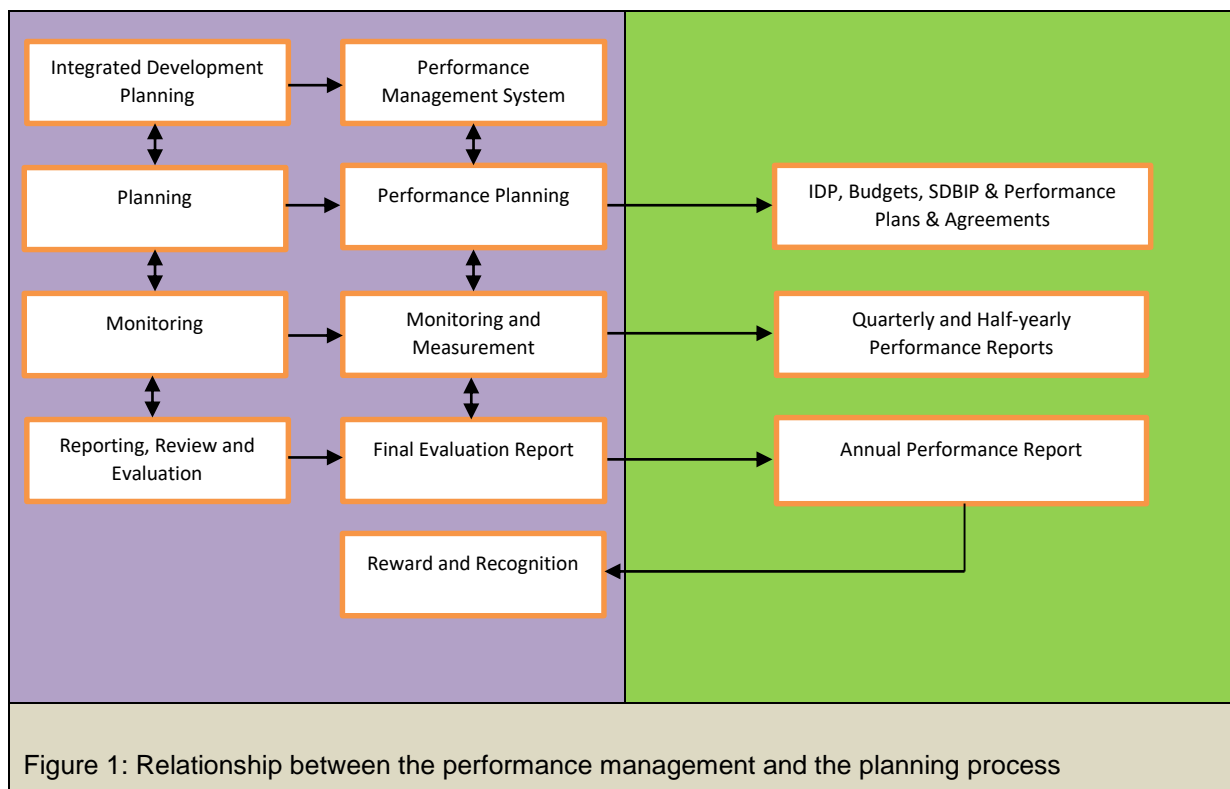 Integrated Development
Planning
Performance
Management System
Planning
Performance Planning
IDP, Budgets, SDBIP & Performance
Plans & Agreements
Monitoring
Monitoring and
Measurement
Quarterly and Half-yearly
Performance Reports
Reporting, Review and
Evaluation
Final Evaluation Report
Annual Performance Report
Reward and Recognition
Figure 1: Relationship between the performance management and the planning process